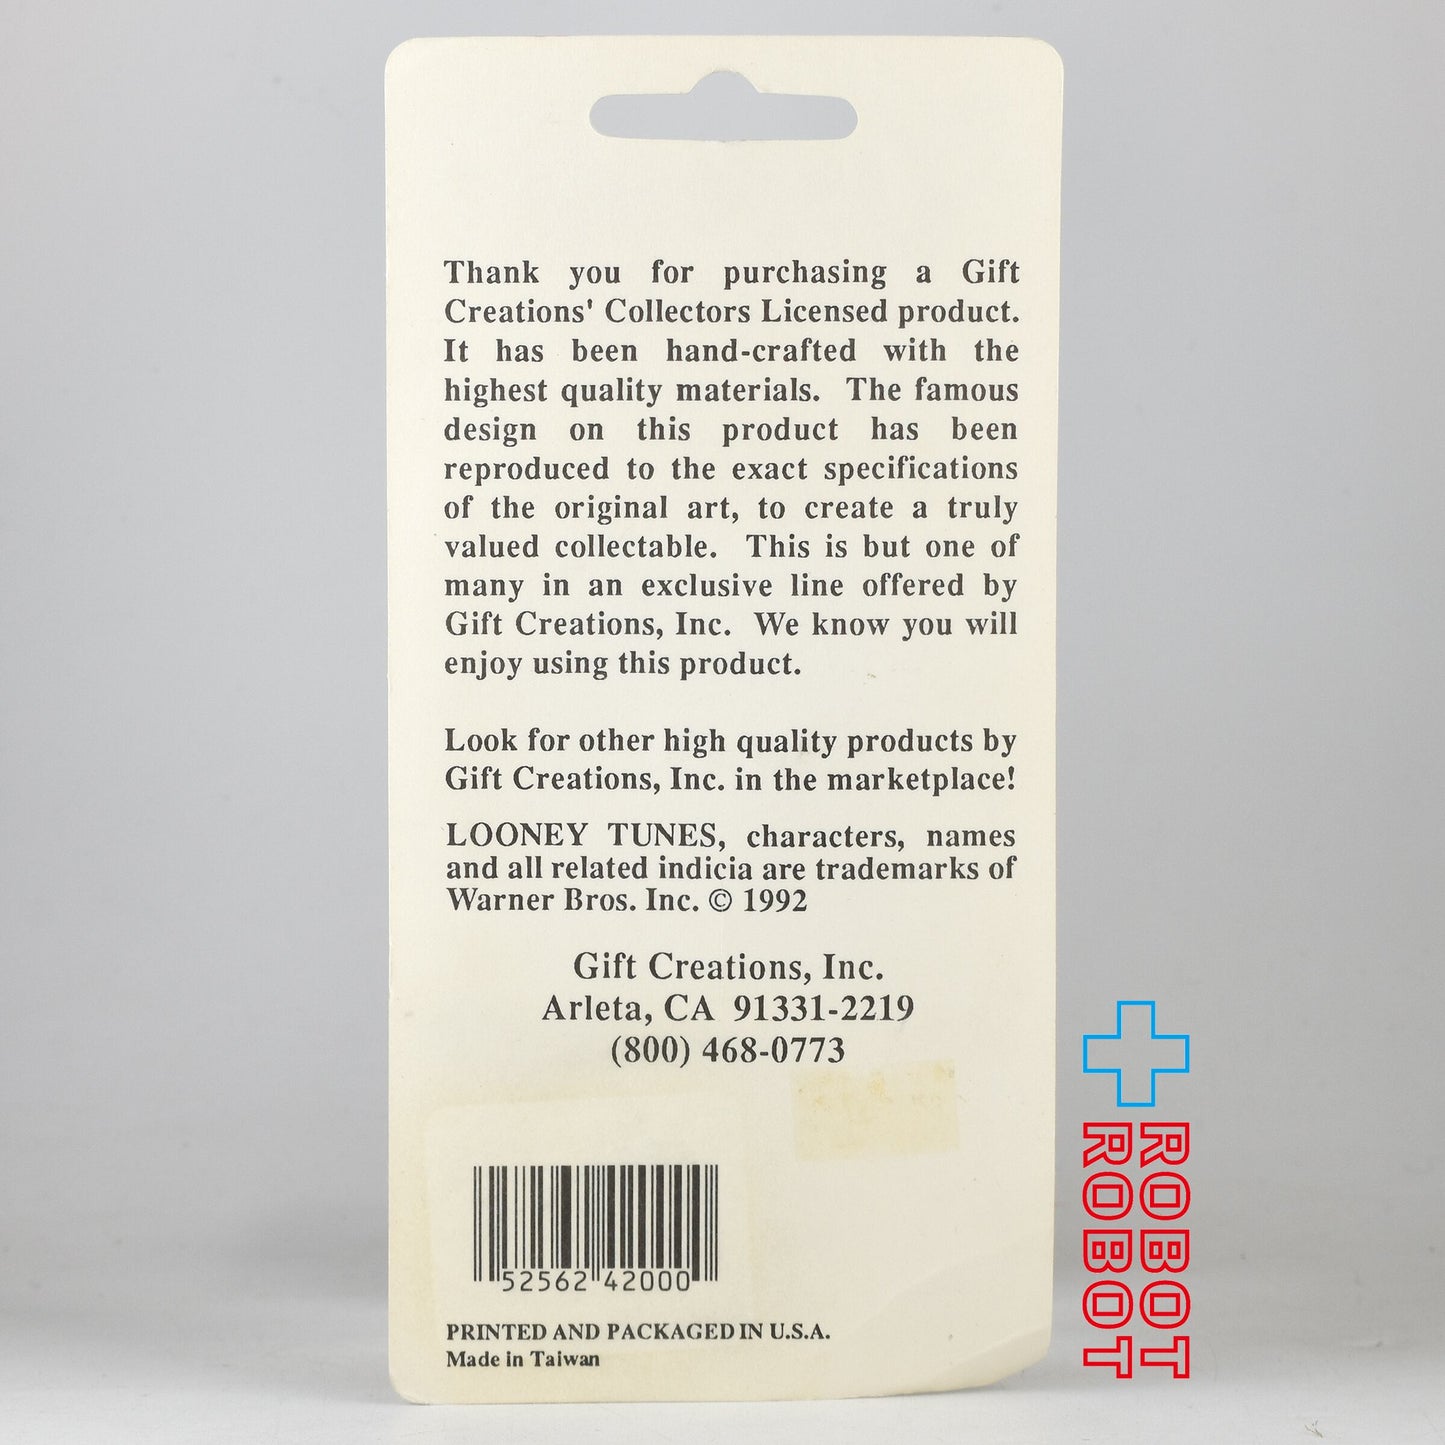 Thank you for purchasing a Gift
Creations' Collectors Licensed product.
It has been hand-crafted with the
highest quality materials. The famous
design on this product has been
reproduced to the exact specifications
of the original art, to create a truly
valued collectable. This is but one of
many in an exclusive line offered by
Gift Creations, Inc. We know you will
enjoy using this product.
Look for other high quality products by
Gift Creations, Inc. in the marketplace!
LOONEY TUNES, characters, names
and all related indicia are trademarks of
Warner Bros. Inc. © 1992
Gift Creations, Inc.
Arleta, CA 91331-2219
(800) 468-0773
52562 42000
PRINTED AND PACKAGED IN U.S.A.
Made in Taiwan
ROBOT
ROBOT